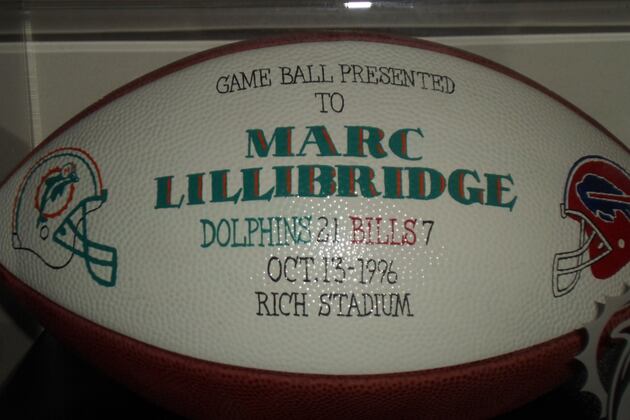 GAME BALL PRESENTED
TO
MARC
LILLIBRIDGE
DOLPHINS 21 BILLS 7
OCT. 13-1996
RICH STADIUM